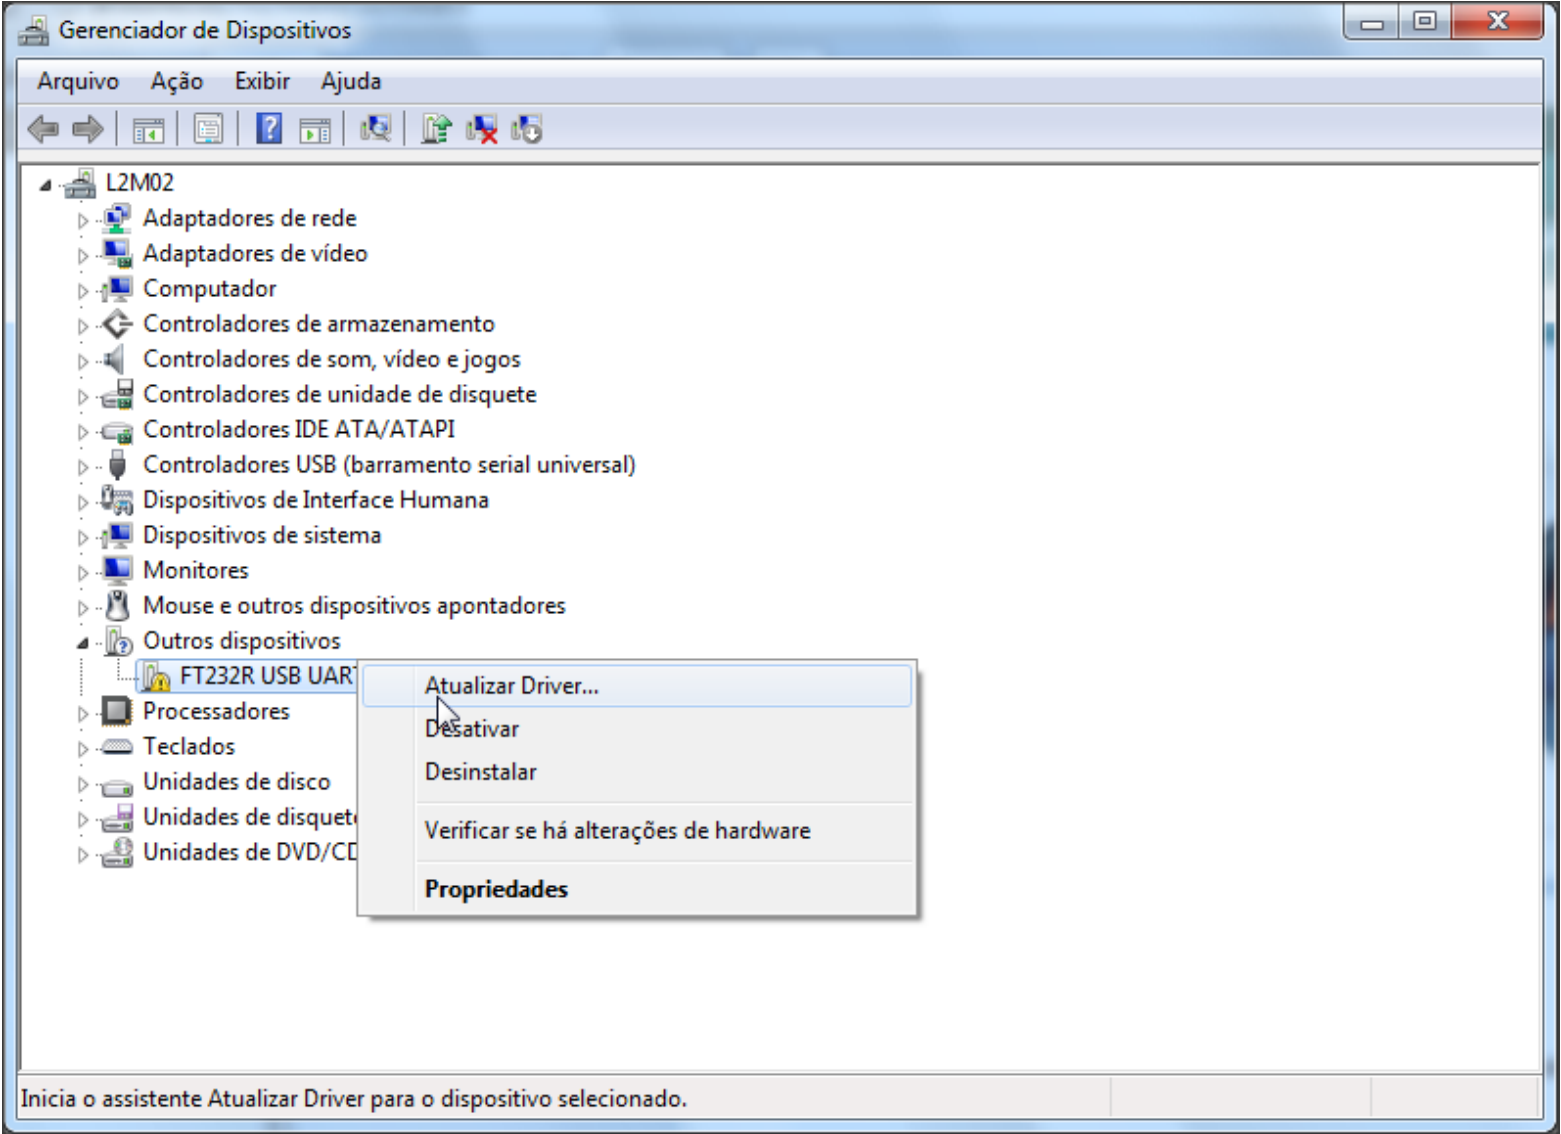 Gerenciador de Dispositivos
Arquivo Ação Exibir Ajuda
L2M02
Adaptadores de rede
Adaptadores de vídeo
Computador
Controladores de armazenamento
Controladores de som, vídeo e jogos
Controladores de unidade de disquete
Controladores IDE ATA/ATAPI
Controladores USB (barramento serial universal)
Dispositivos de Interface Humana
Dispositivos de sistema
Monitores
Mouse e outros dispositivos apontadores
Outros dispositivos
FT232R USB UART
Processadores
Teclados
Unidades de disco
Unidades de disquet
Unidades de DVD/CD
Atualizar Driver...
Desativar
Desinstalar
Verificar se há alterações de hardware
Propriedades
Inicia o assistente Atualizar Driver para o dispositivo selecionado.